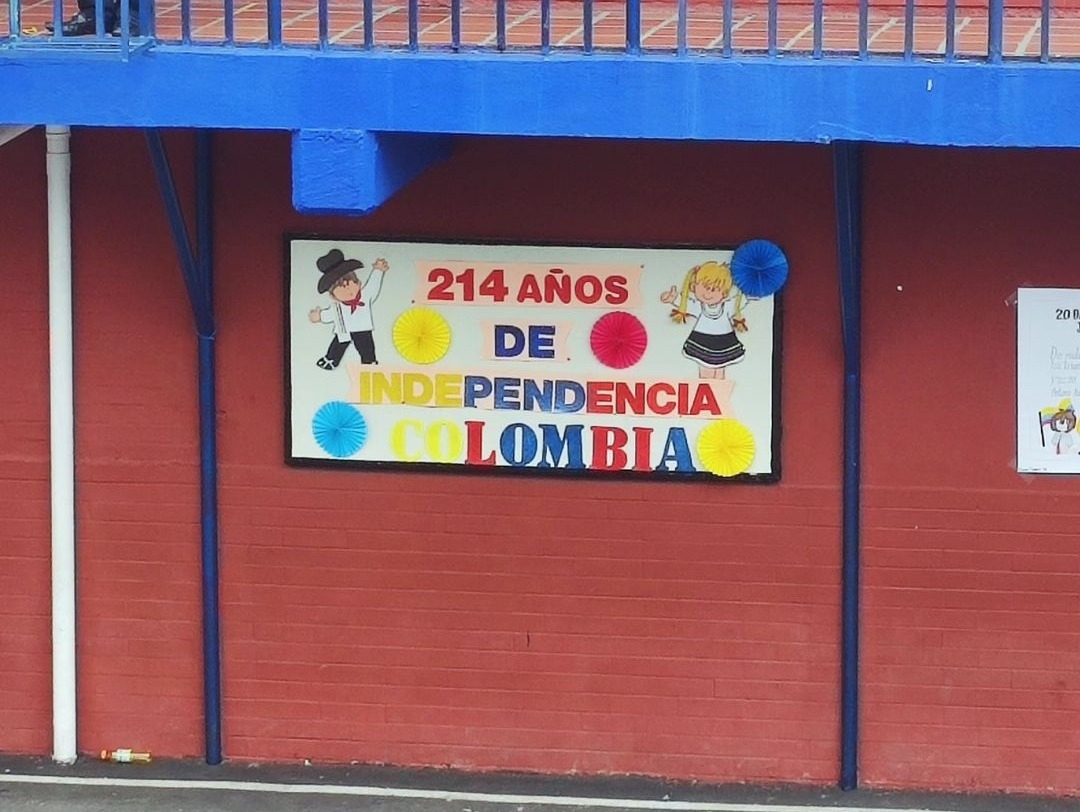 214 AÑOS
DE
INDEPENDENCIA
COLOMBIA
20 D